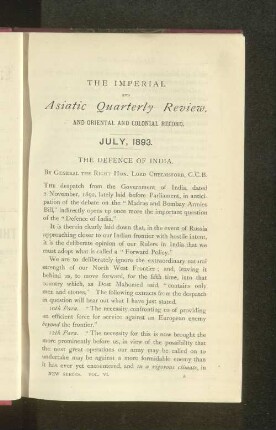 THE IMPERIAL
AND
Asiatic Quarterly Review,
AND ORIENTAL AND COLONIAL RECORD.
JULY, 1893.
THE DEFENCE OF INDIA.
BY GENERAL THE RIGHT HON. LORD CHELMSFORD, G.C.B.
THE despatch from the Government of India, dated
November, 1892, lately laid before Parliament, in antici-
pation of the debate on the "Madras and Bombay Armies
Bill," indirectly opens up once more the important question
of the "Defence of India."
It is therein clearly laid down that, in the event of Russia
approaching closer to our Indian frontier with hostile intent,
it is the deliberate opinion of our Rulers in India that we
must adopt what is called a "Forward Policy."
We are to deliberately ignore the extraordinary natural
strength of our North West Frontier; and, leaving it
behind us, to move forward, for the fifth time, into that
country which, as Dost Mahomed said, "contains only
men and stones." The following extracts from the despatch
in question will bear out what I have just stated.
10th Para. "The necessity confronting us of providing
an efficient force for service against an European enemy
beyond the frontier."
12th Para. "The necessity for this is now brought the
more prominently before us, in view of the possibility that
the next great operations our army may be called on to
undertake may be against a more formidable enemy than
it has ever yet encountered, and in a rigorous climate, in
NEW SERIES. VOL. VI.